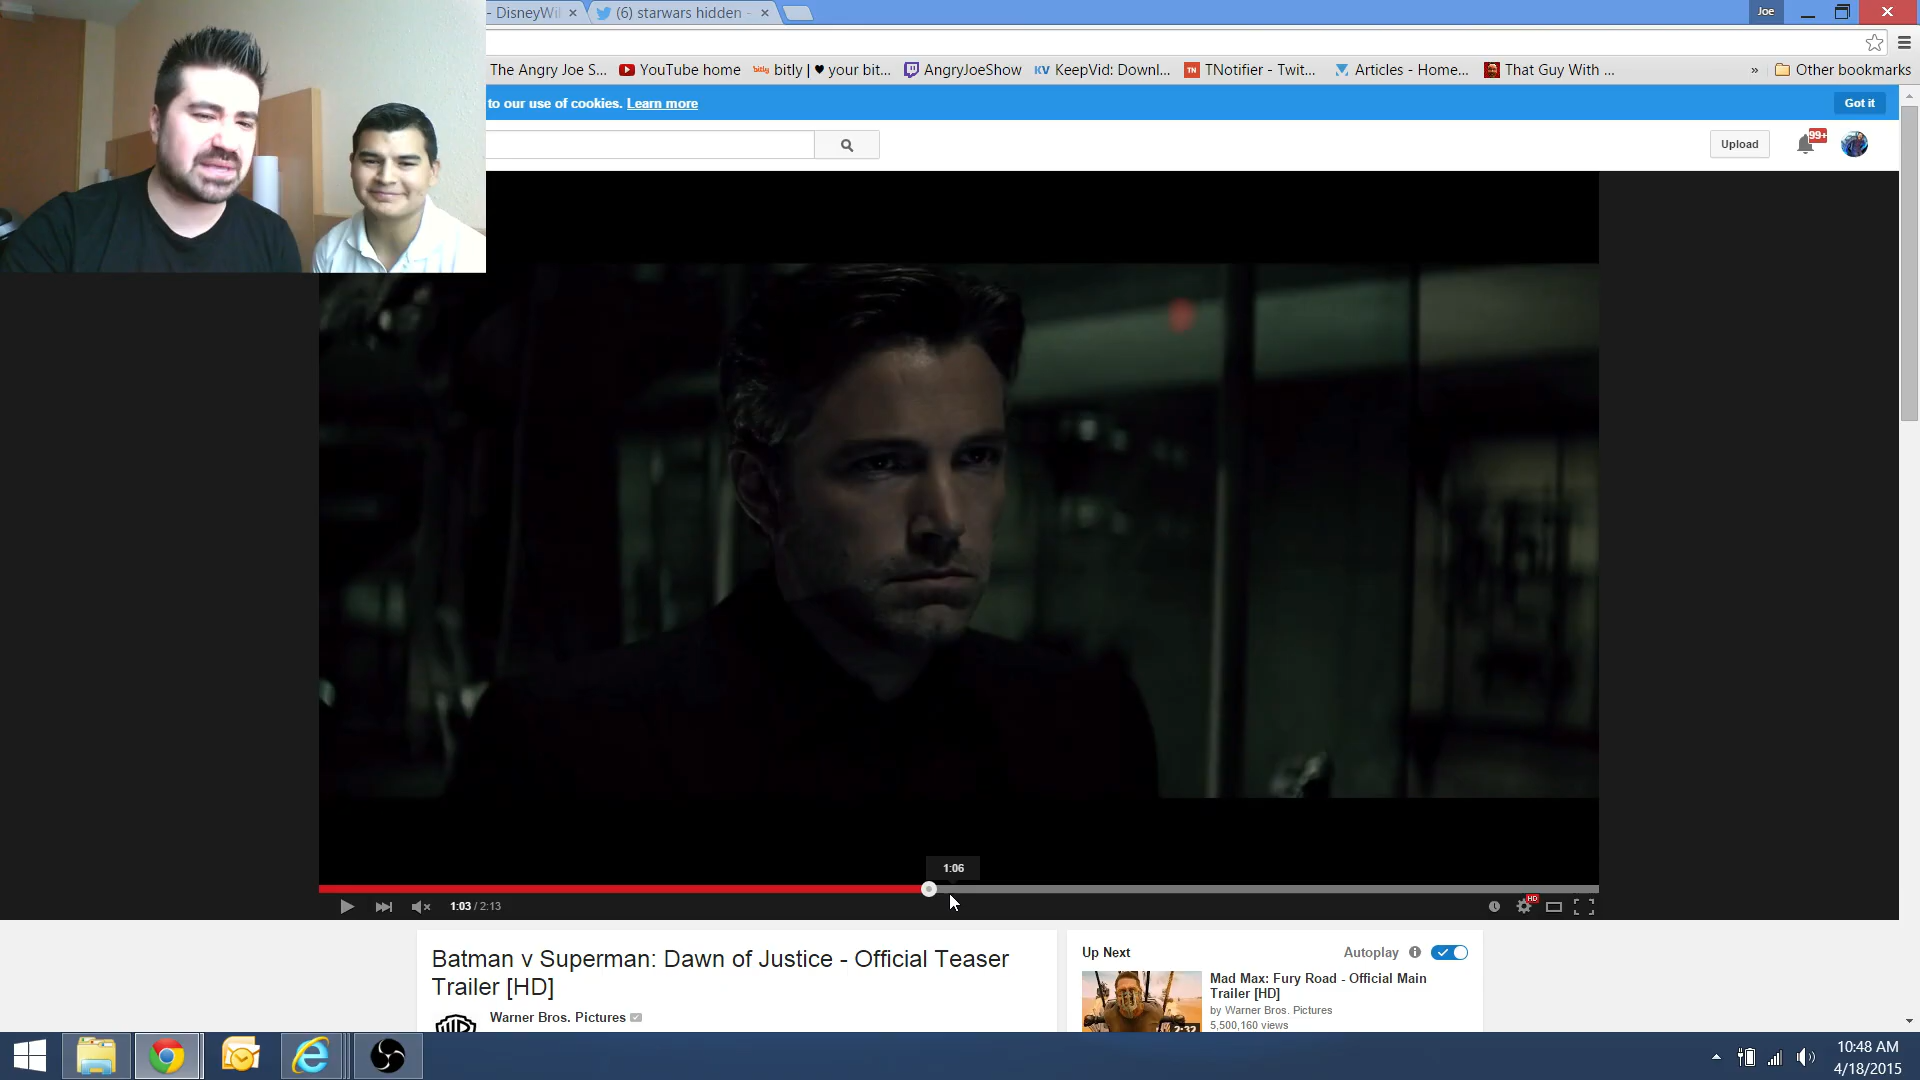 - DisneyWi
(6) starwars hidden -
Joe
The Angry Joe S...
YouTube home
bitly
bitly | ♥ your bit...
AngryJoeShow
KV
KeepVid: Downl...
TN
TNotifier - Twit...
Articles - Home...
That Guy With ...
»
Other bookmarks
to our use of cookies. Learn more
Got it
Upload
99+
1:06
1:03 / 2:13
HD
Batman v Superman: Dawn of Justice - Official Teaser
Trailer [HD]
Warner Bros. Pictures
Up Next
Autoplay
Mad Max: Fury Road - Official Main
Trailer [HD]
by Warner Bros. Pictures
5,500,160 views
2:32
10:48 AM
4/18/2015